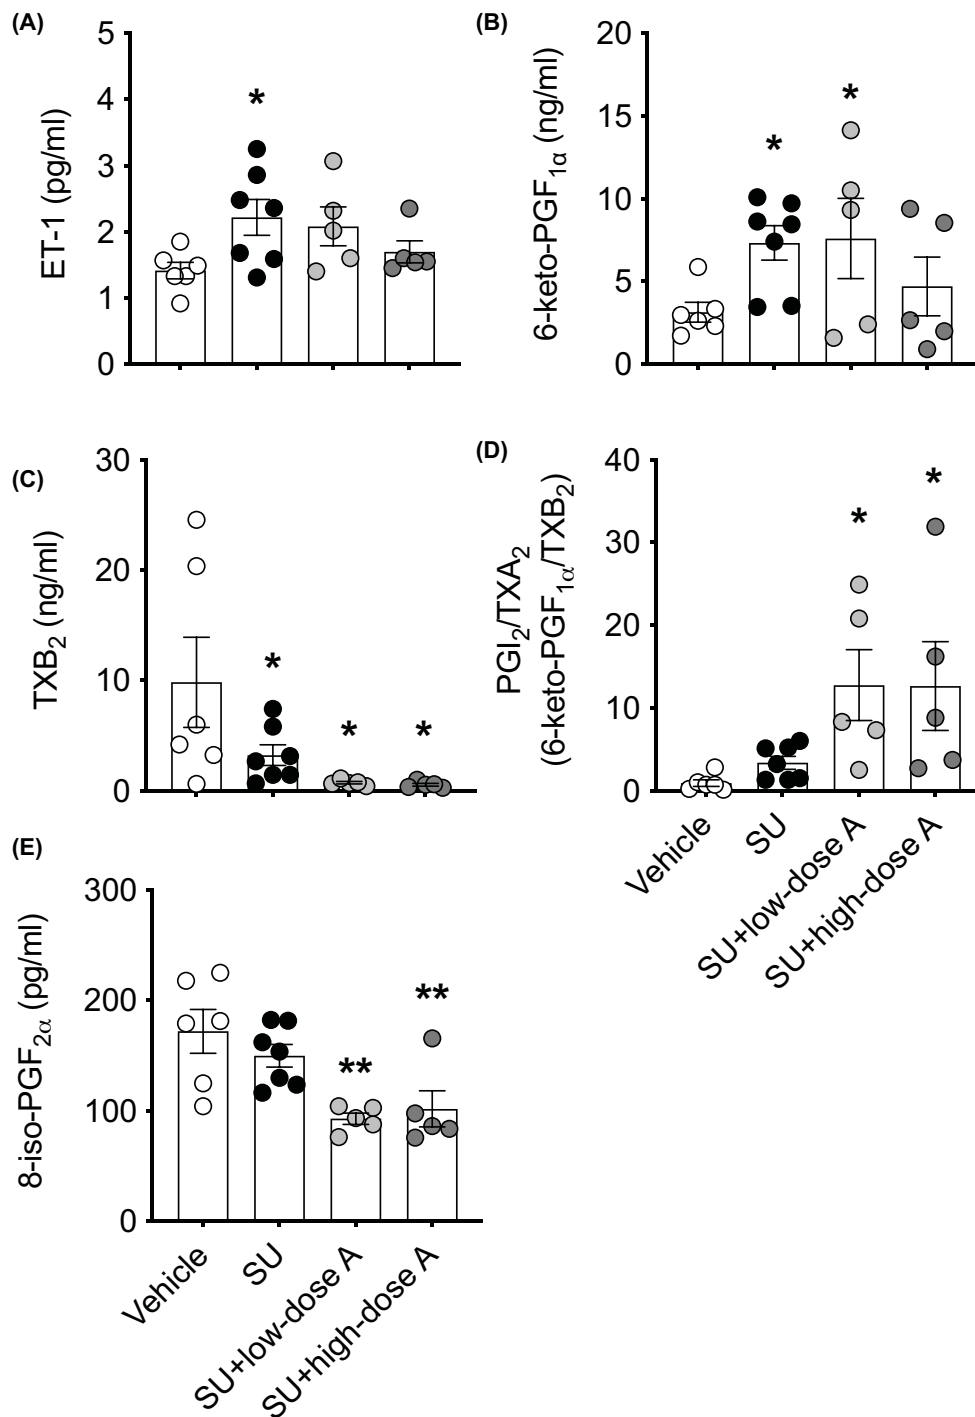 (A)
ET-1 (pg/ml)
5
4
3
2
1
0
*
(B)
6-keto-PGF1α (ng/ml)
20
15
10
5
0
*
*
(C)
TXB2 (ng/ml)
30
20
10
0
*
*
*
(D)
PGI2/TXA2
(6-keto-PGF1α/TXB2)
40
30
20
10
0
*
*
Vehicle
SU
SU+low-dose A
SU+high-dose A
(E)
8-iso-PGF2α (pg/ml)
300
200
100
0
**
**
Vehicle
SU
SU+low-dose A
SU+high-dose A